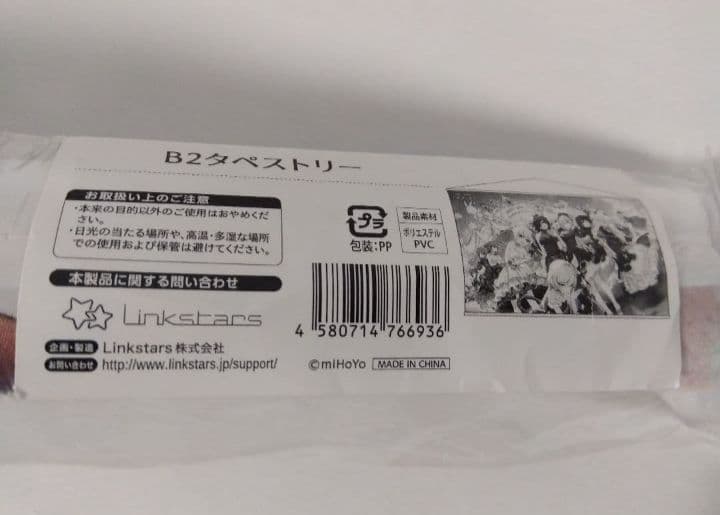 B2タペストリー
お取扱い上のご注意
・本来の目的以外のご使用はおやめくだ
さい。
・日光の当たる場所や、高温・多湿な場所
での使用および保管は避けてください。
プラ
包装:PP
製品素材
ポリエステル
PVC
本製品に関する問い合わせ
Linkstars
企画・製造 Linkstars株式会社
お問い合わせ http://www.linkstars.jp/support/
4 580714 766936
©miHoYo MADE IN CHINA